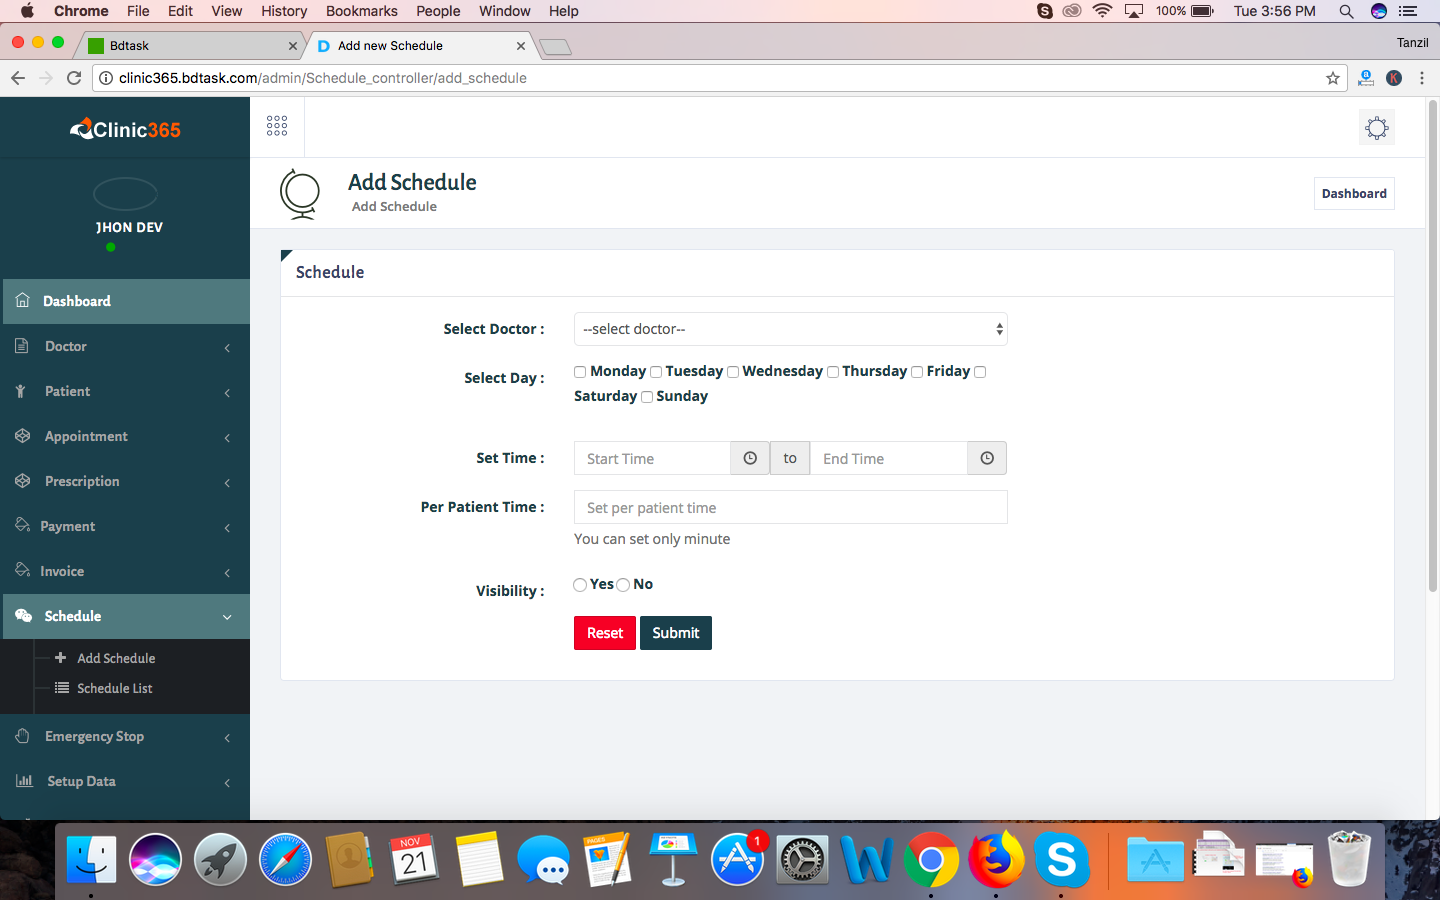 Chrome File Edit View History Bookmarks People Window Help 100% Tue 3:56 PM
Bdtask Add new Schedule Tanzil
clinic365.bdtask.com/admin/Schedule_controller/add_schedule
Clinic365
JHON DEV
Dashboard
Doctor
Patient
Appointment
Prescription
Payment
Invoice
Schedule
Add Schedule
Schedule List
Emergency Stop
Setup Data
Add Schedule
Add Schedule
Dashboard
Schedule
Select Doctor : --select doctor--
Select Day : Monday Tuesday Wednesday Thursday Friday
Saturday Sunday
Set Time : Start Time to End Time
Per Patient Time : Set per patient time
You can set only minute
Visibility : Yes No
Reset Submit
NOV
21
PAGES
1